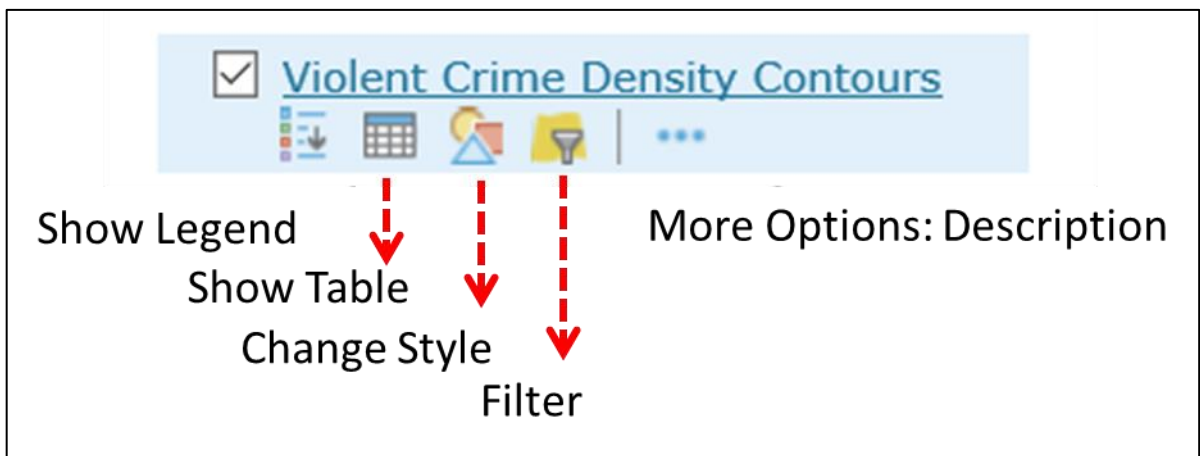 Violent Crime Density Contours
Show Legend
More Options: Description
Show Table
Change Style
Filter